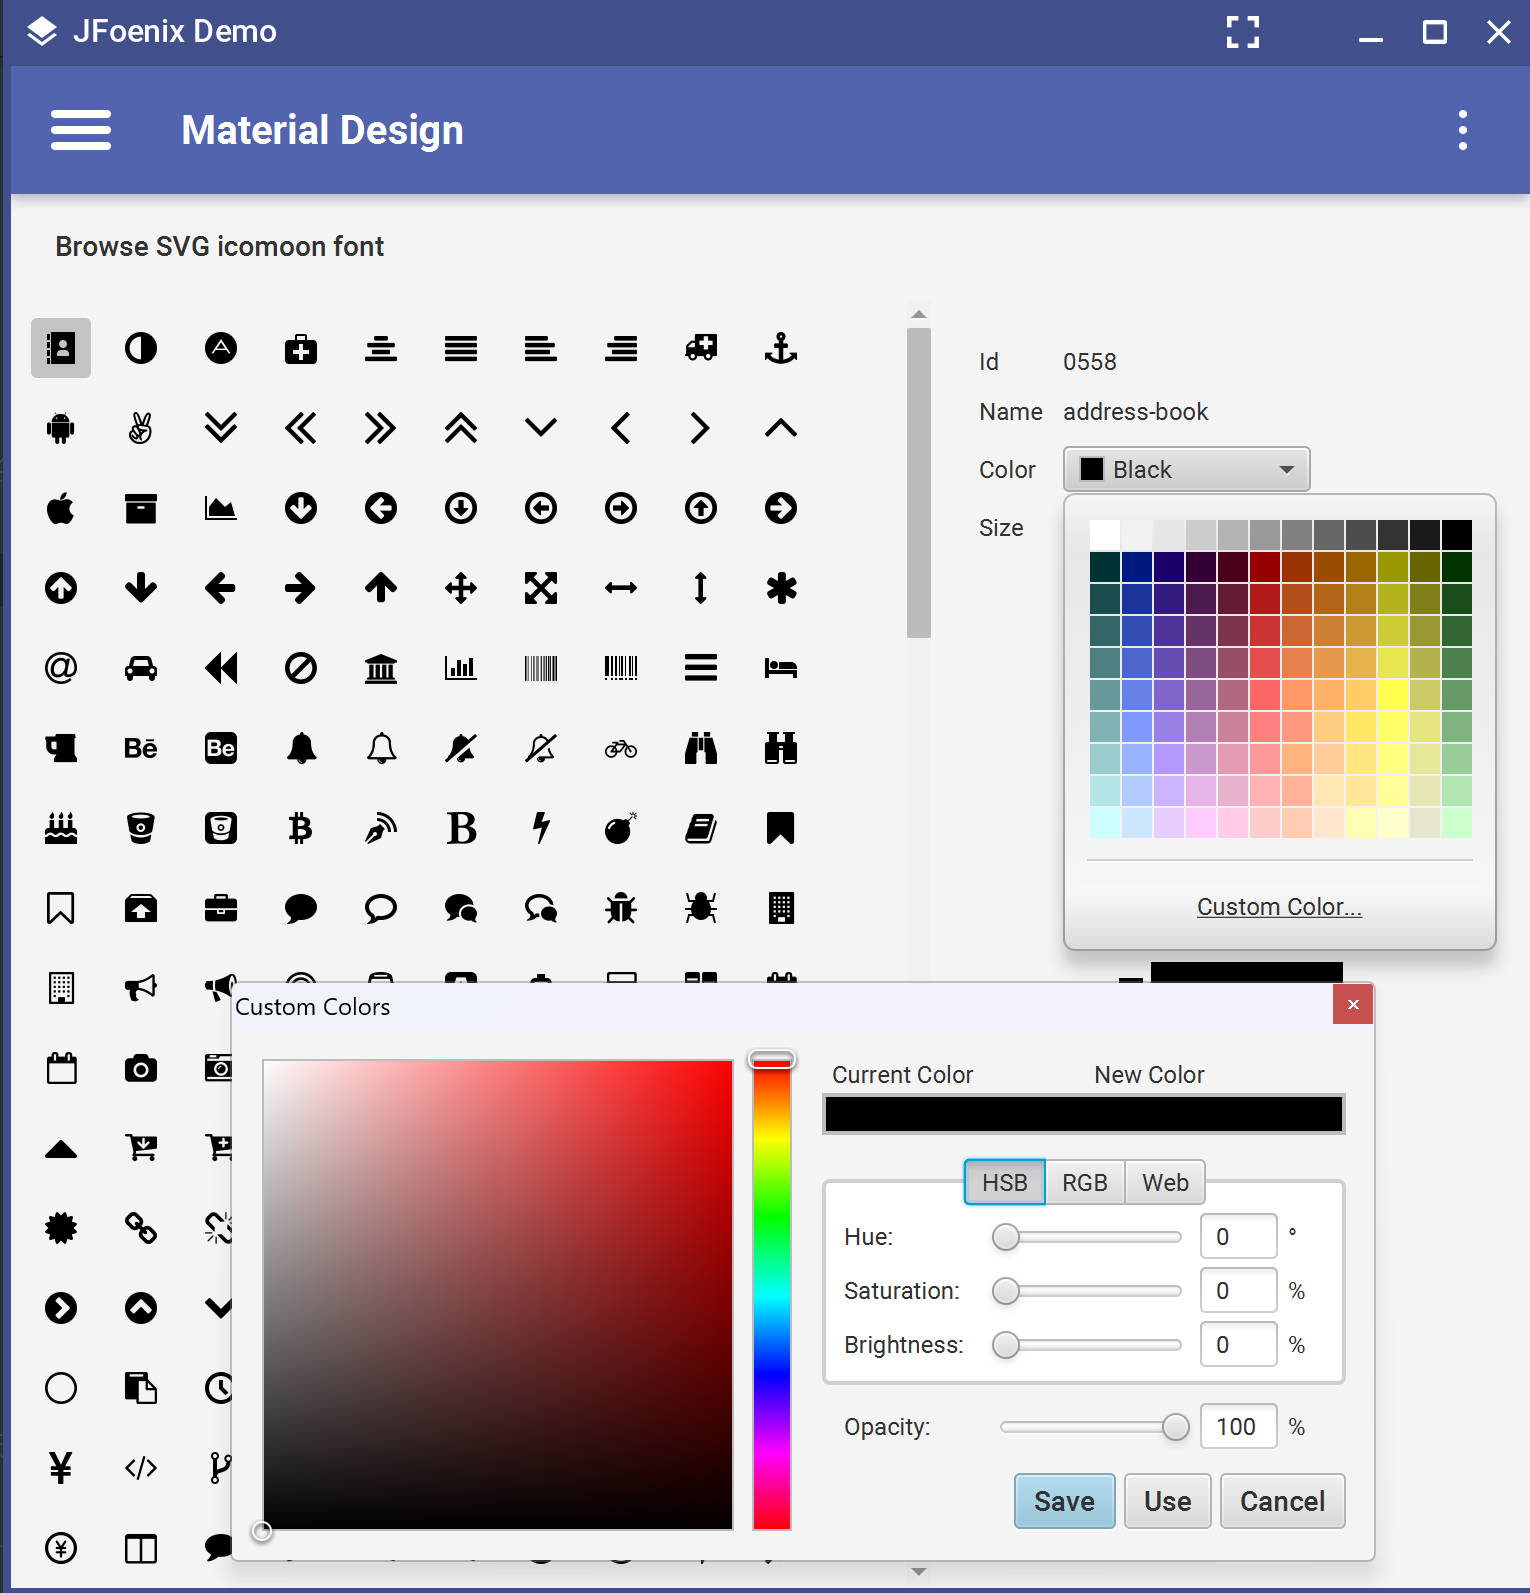 JFoenix Demo
Material Design
Browse SVG icomoon font
Id 0558
Name address-book
Color Black
Size
Custom Color...
Custom Colors
Current Color New Color
HSB RGB Web
Hue: 0 °
Saturation: 0 %
Brightness: 0 %
Opacity: 100 %
Save Use Cancel